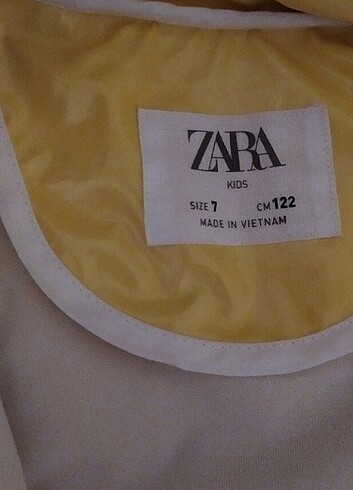 ZARA
KIDS
SIZE 7 CM 122
MADE IN VIETNAM